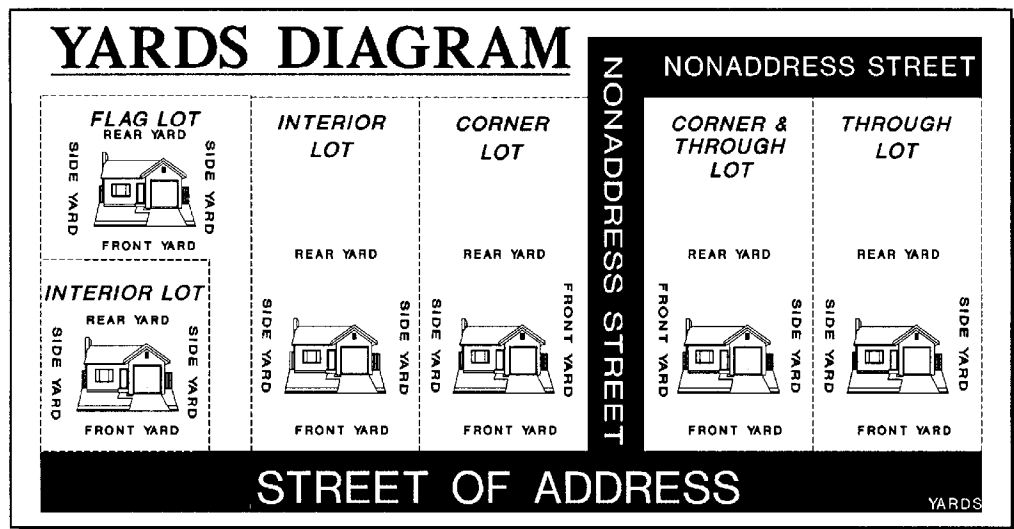 YARDS DIAGRAM
NONADDRESS STREET
NONADDRESS STREET
FLAG LOT
REAR YARD
SIDE YARD
SIDE YARD
FRONT YARD
INTERIOR LOT
REAR YARD
SIDE YARD
SIDE YARD
FRONT YARD
INTERIOR
LOT
REAR YARD
SIDE YARD
SIDE YARD
FRONT YARD
CORNER
LOT
REAR YARD
SIDE YARD
FRONT YARD
FRONT YARD
CORNER &
THROUGH
LOT
REAR YARD
FRONT YARD
SIDE YARD
FRONT YARD
THROUGH
LOT
REAR YARD
SIDE YARD
SIDE YARD
FRONT YARD
STREET OF ADDRESS
YARDS